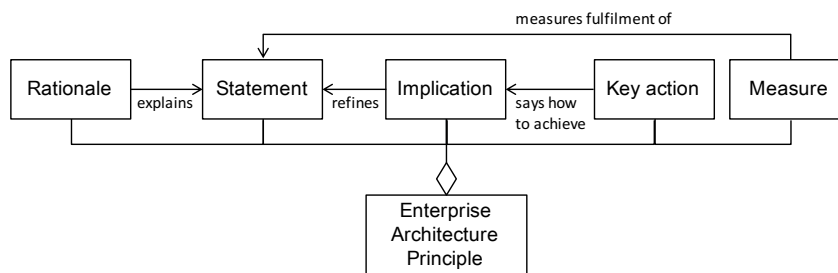 measures fulfilment of
Rationale
explains
Statement
refines
Implication
says how
to achieve
Key action
Measure
Enterprise
Architecture
Principle